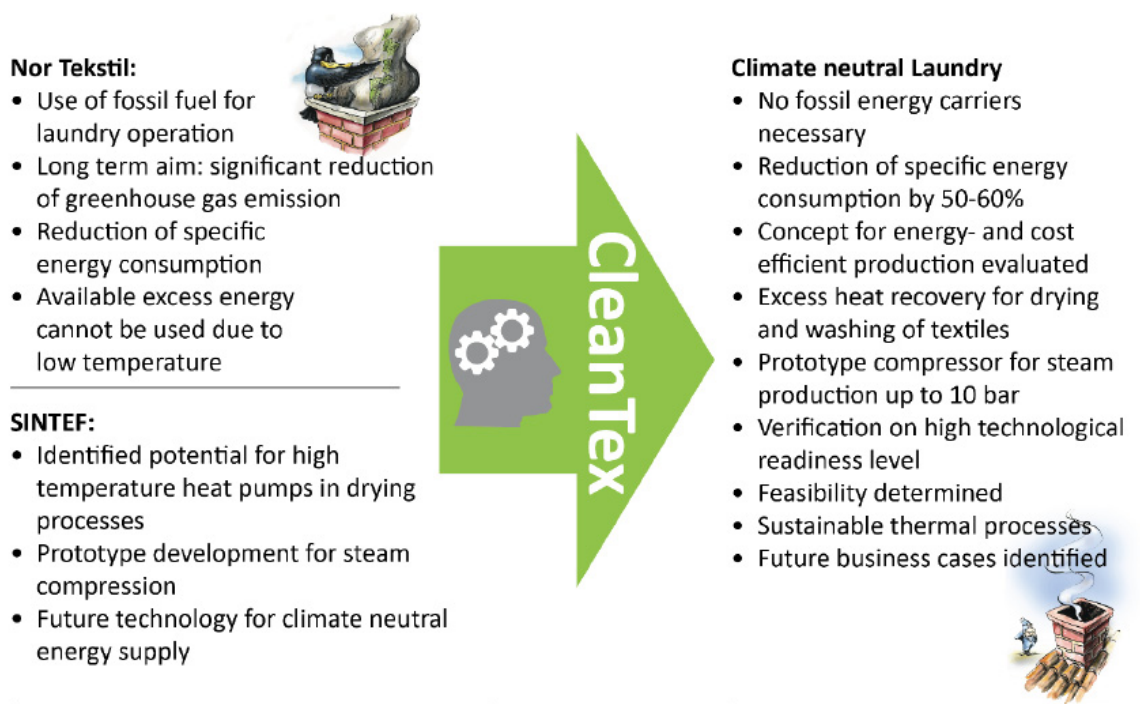 Nor Tekstil:
• Use of fossil fuel for
laundry operation
• Long term aim: significant reduction
of greenhouse gas emission
• Reduction of specific
energy consumption
• Available excess energy
cannot be used due to
low temperature
SINTEF:
• Identified potential for high
temperature heat pumps in drying
processes
• Prototype development for steam
compression
• Future technology for climate neutral
energy supply
CleanTex
Climate neutral Laundry
• No fossil energy carriers
necessary
• Reduction of specific energy
consumption by 50-60%
• Concept for energy- and cost
efficient production evaluated
• Excess heat recovery for drying
and washing of textiles
• Prototype compressor for steam
production up to 10 bar
• Verification on high technological
readiness level
• Feasibility determined
• Sustainable thermal processes
• Future business cases identified